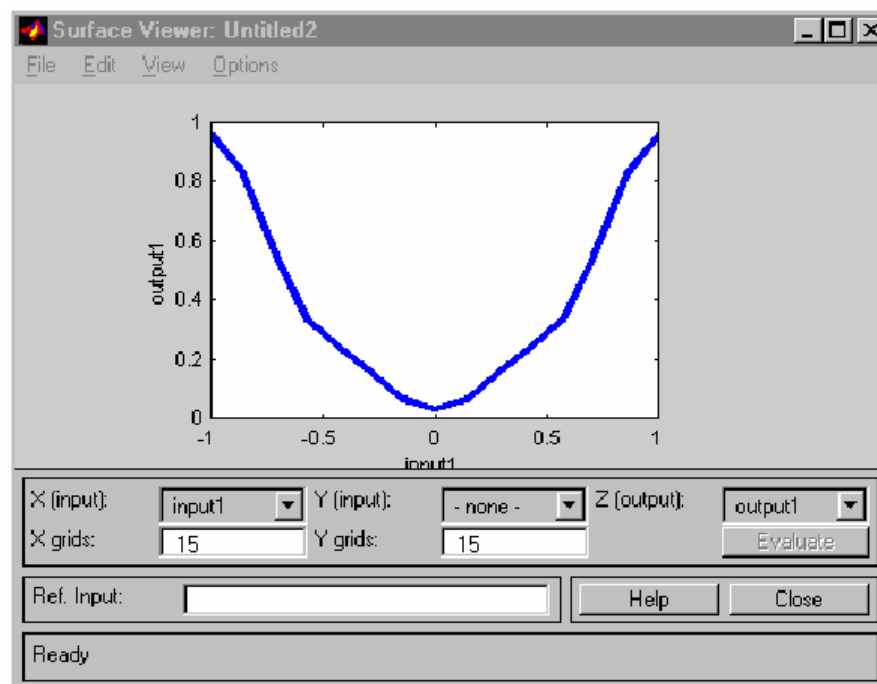 Surface Viewer: Untitled2
File Edit View Options
1
0.8
0.6
0.4
0.2
0
output1
-1 -0.5 0 0.5 1
input1
X (input): input1 Y (input): - none - Z (output): output1
X grids: 15 Y grids: 15 Evaluate
Ref. Input: Help Close
Ready